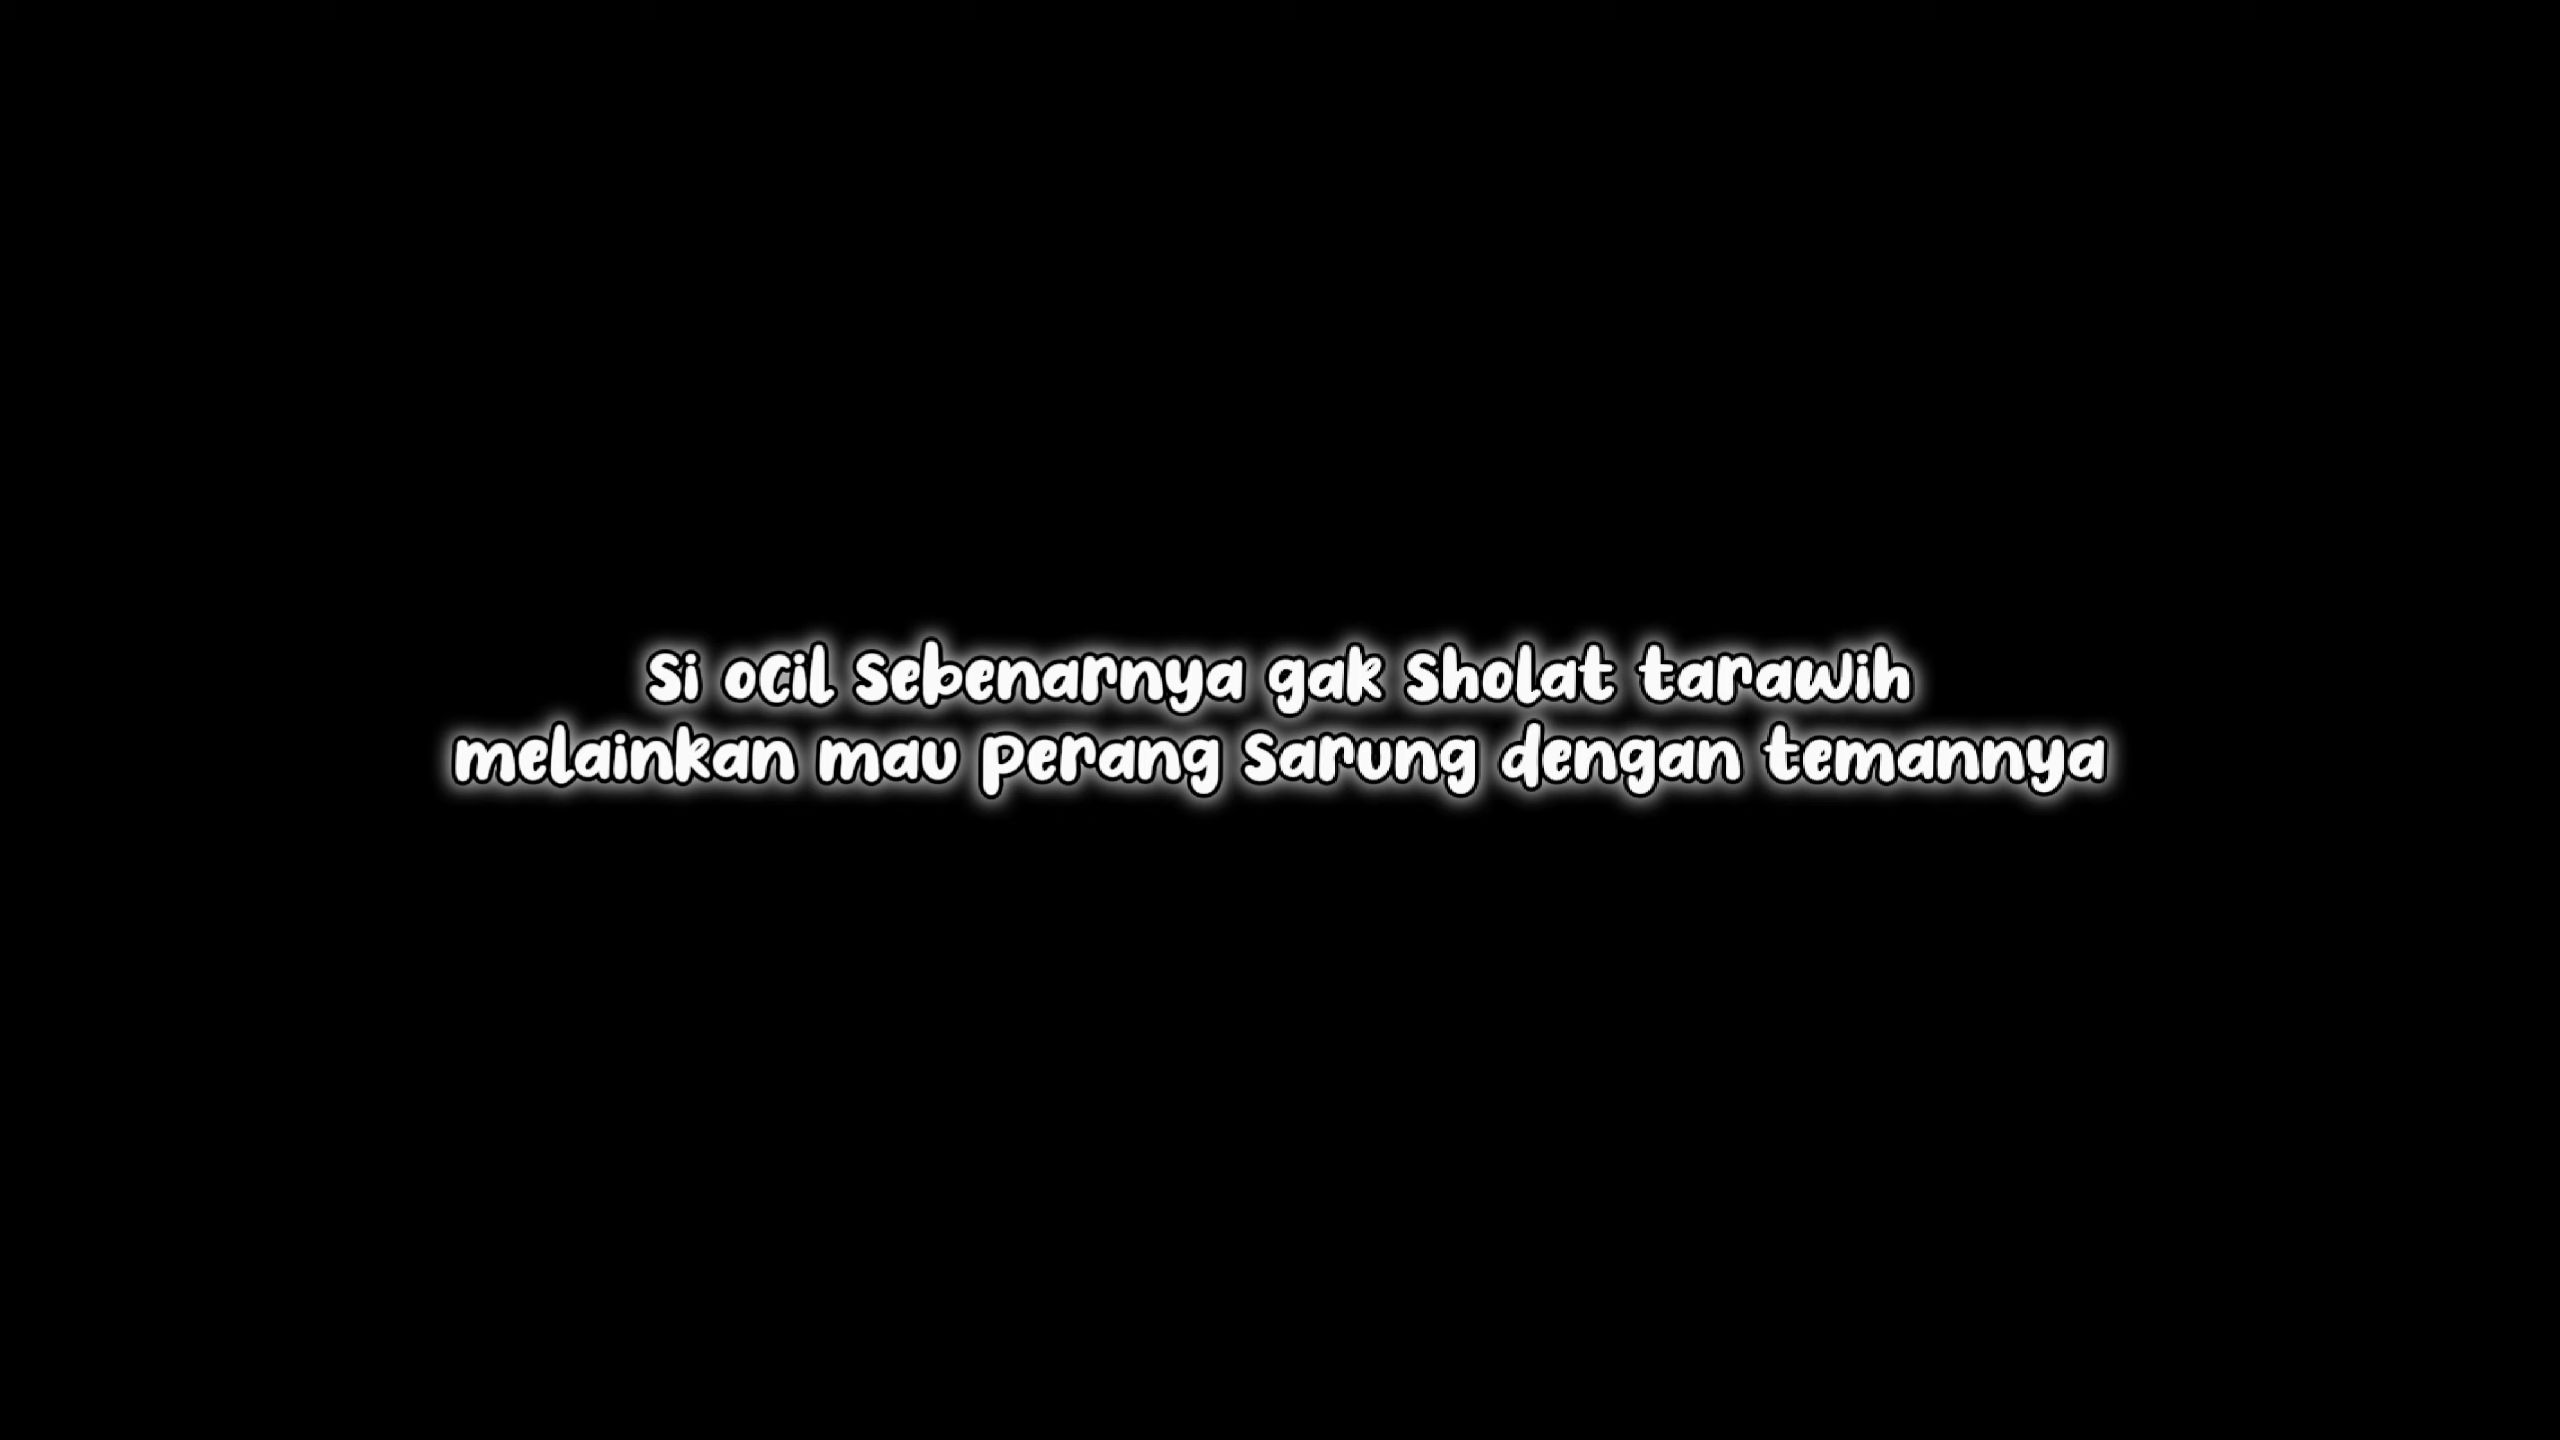 Si ocil Sebenarnya gak Sholat tarawih
melainkan mau perang Sarung dengan temannya